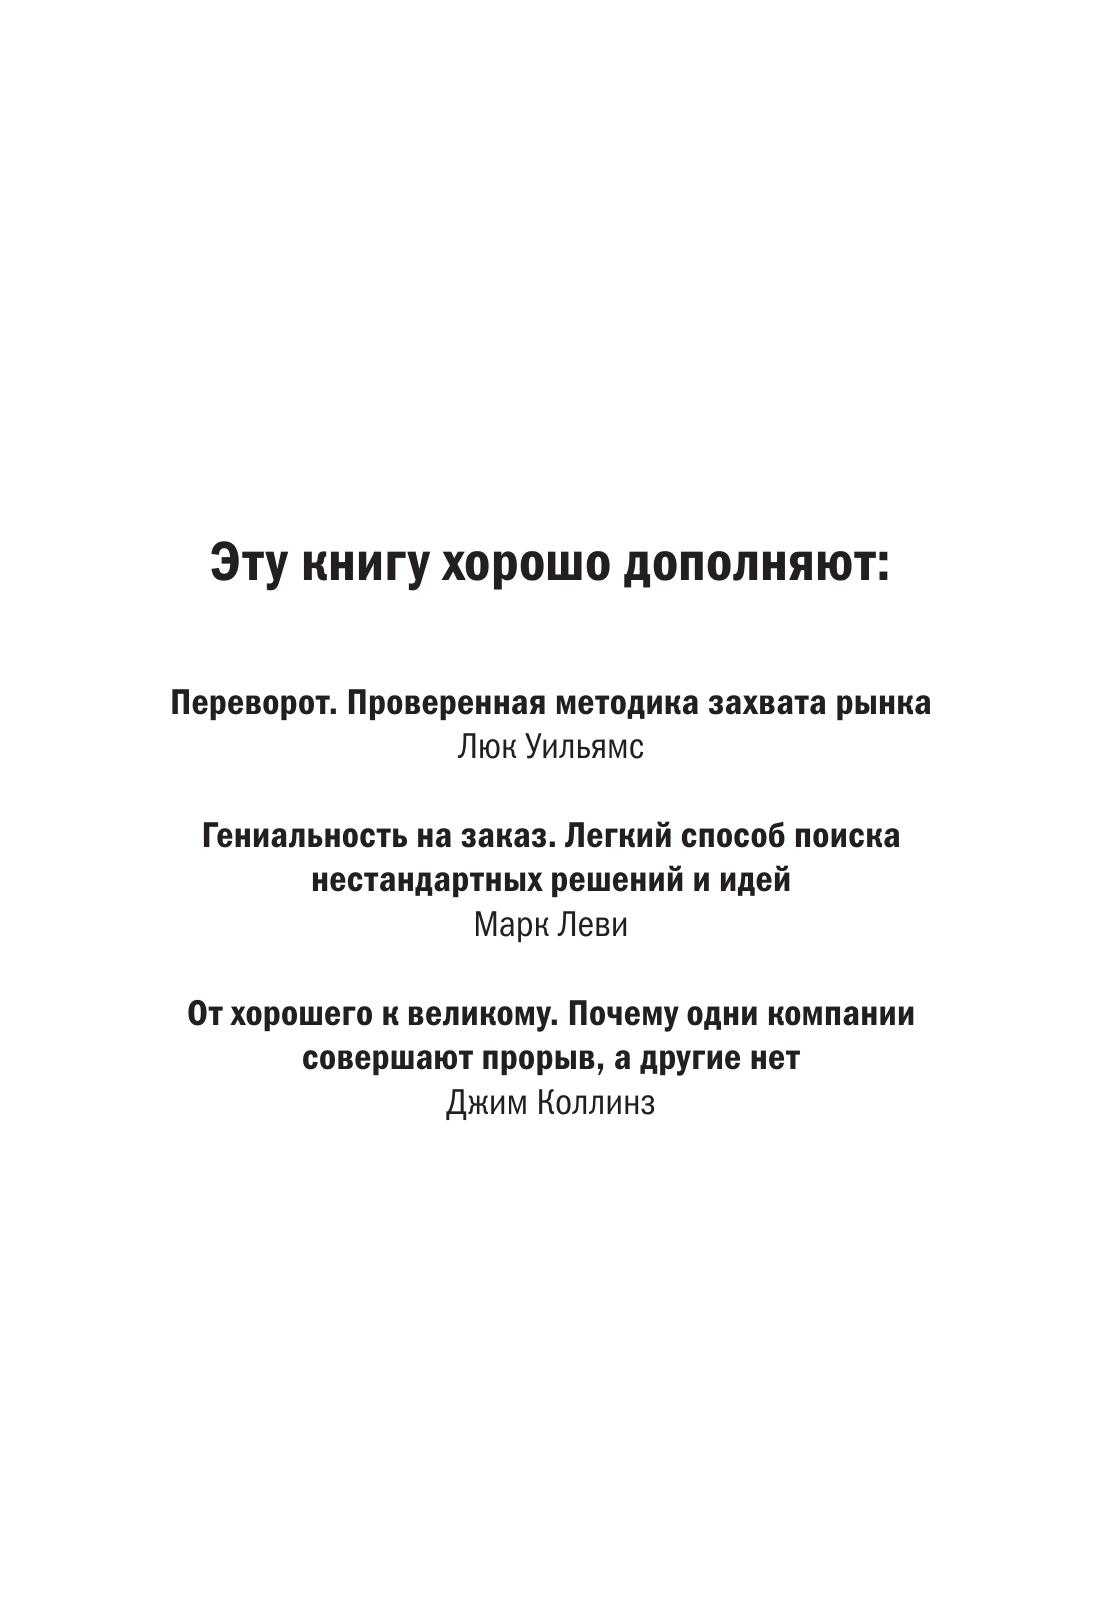 Эту книгу хорошо дополняют:
Переворот. Проверенная методика захвата рынка
Люк Уильямс
Гениальность на заказ. Легкий способ поиска
нестандартных решений и идей
Марк Леви
От хорошего к великому. Почему одни компании
совершают прорыв, а другие нет
Джим Коллинз